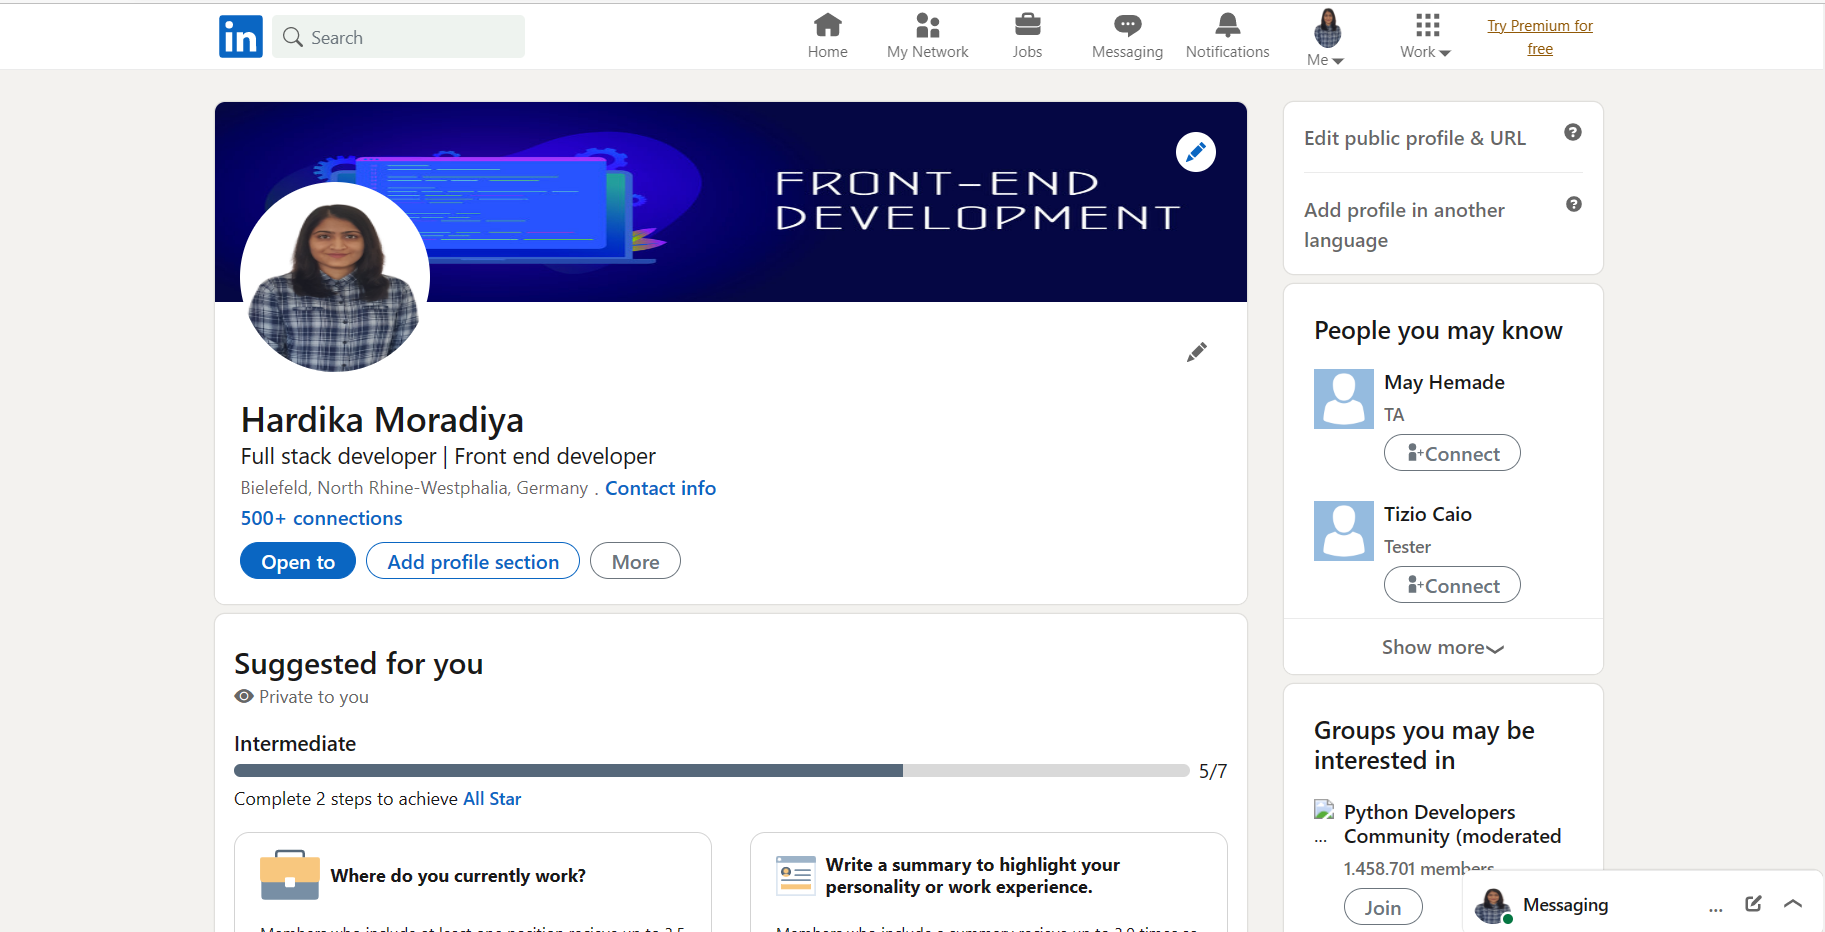 in
Search
Home
My Network
Jobs
Messaging
Notifications
Me
Work
Try Premium for
free
FRONT-END
DEVELOPMENT
Hardika Moradiya
Full stack developer | Front end developer
Bielefeld, North Rhine-Westphalia, Germany . Contact info
500+ connections
Open to
Add profile section
More
Suggested for you
Private to you
Intermediate
5/7
Complete 2 steps to achieve All Star
Where do you currently work?
Write a summary to highlight your
personality or work experience.
Edit public profile & URL
Add profile in another
language
People you may know
May Hemade
TA
Connect
Tizio Caio
Tester
Connect
Show more
Groups you may be
interested in
...
Python Developers
Community (moderated
1.458.701 members
Join
Messaging
...